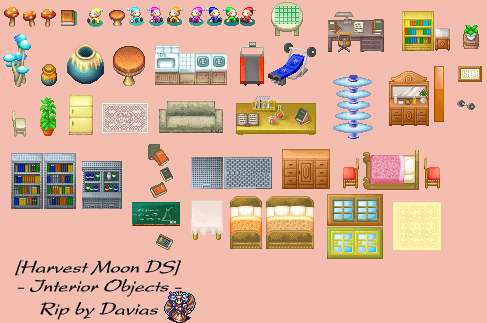 [Harvest Moon DS]
- Interior Objects -
Rip by Davias